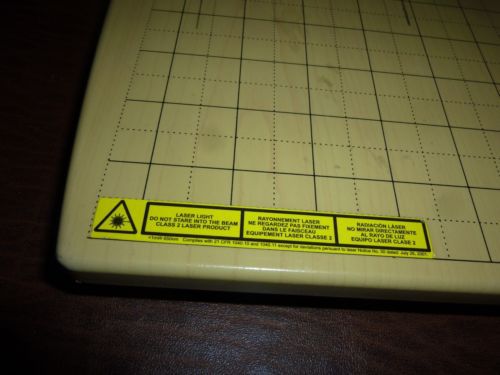 LASER LIGHT
DO NOT STARE INTO THE BEAM
CLASS 2 LASER PRODUCT
RAYONNEMENT LASER
NE REGARDEZ PAS FIXEMENT
DANS LE FAISCEAU
EQUIPEMENT LASER CLASSE 2
RADIACIÓN LÁSER
NO MIRAR DIRECTAMENTE
AL RAYO DE LUZ
EQUIPO LASER CLASE 2
<1mW 650nm Complies with 21 CFR 1040.10 and 1040.11 except for deviations pursuant to laser Notice No. 50 dated July 26, 2001.